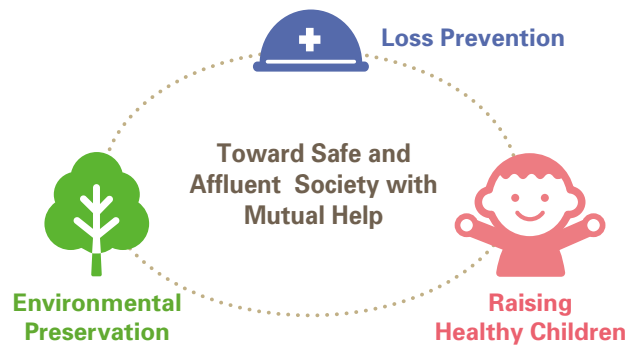 Loss Prevention
Toward Safe and
Affluent Society with
Mutual Help
Environmental
Preservation
Raising
Healthy Children